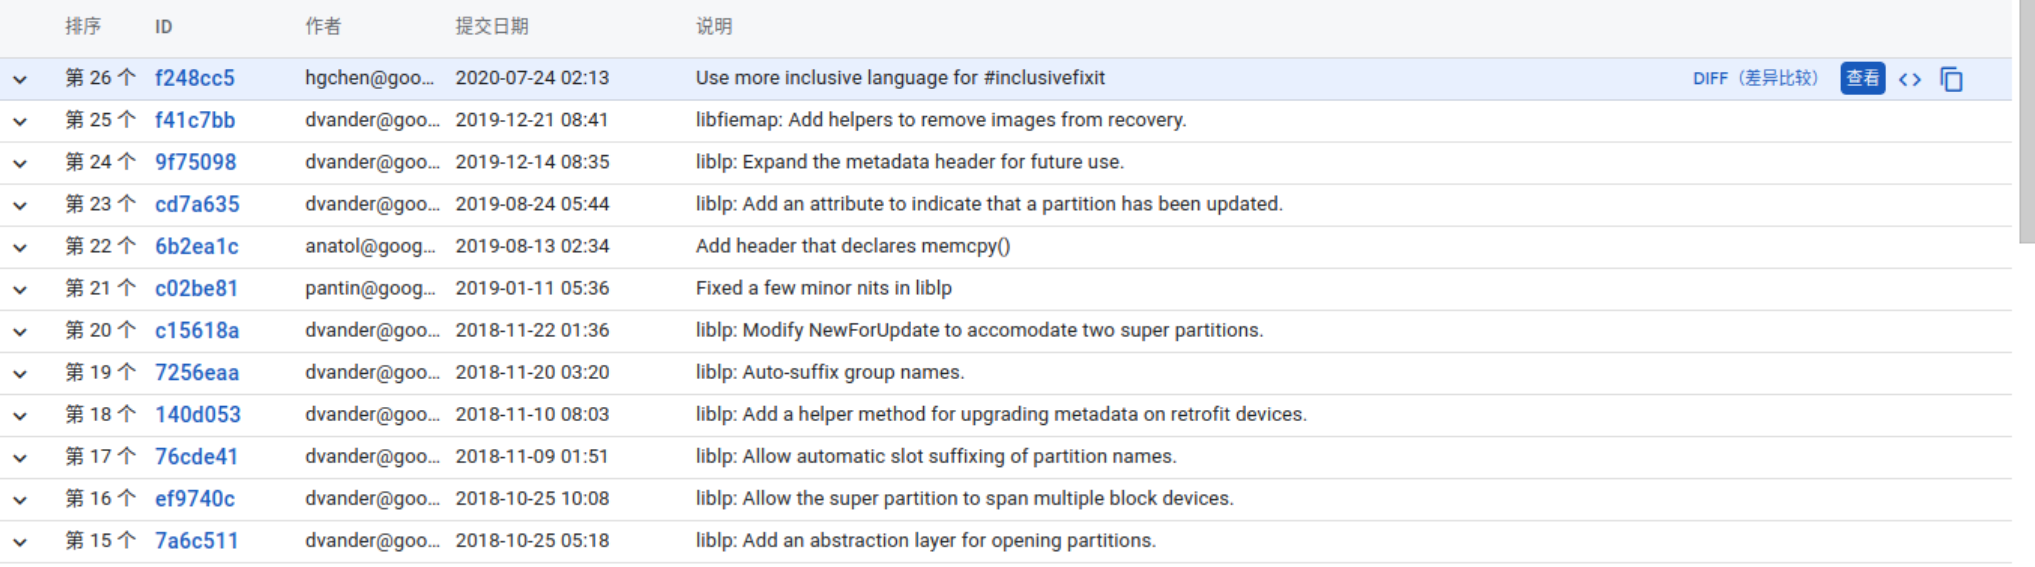 排序 ID 作者 提交日期 说明
第 26 个 f248cc5 hgchen@goo... 2020-07-24 02:13 Use more inclusive language for #inclusivefixit DIFF（差异比较） 查看 <>
第 25 个 f41c7bb dvander@goo... 2019-12-21 08:41 libfiemap: Add helpers to remove images from recovery.
第 24 个 9f75098 dvander@goo... 2019-12-14 08:35 liblp: Expand the metadata header for future use.
第 23 个 cd7a635 dvander@goo... 2019-08-24 05:44 liblp: Add an attribute to indicate that a partition has been updated.
第 22 个 6b2ea1c anatol@goog... 2019-08-13 02:34 Add header that declares memcpy()
第 21 个 c02be81 pantin@goog... 2019-01-11 05:36 Fixed a few minor nits in liblp
第 20 个 c15618a dvander@goo... 2018-11-22 01:36 liblp: Modify NewForUpdate to accomodate two super partitions.
第 19 个 7256eaa dvander@goo... 2018-11-20 03:20 liblp: Auto-suffix group names.
第 18 个 140d053 dvander@goo... 2018-11-10 08:03 liblp: Add a helper method for upgrading metadata on retrofit devices.
第 17 个 76cde41 dvander@goo... 2018-11-09 01:51 liblp: Allow automatic slot suffixing of partition names.
第 16 个 ef9740c dvander@goo... 2018-10-25 10:08 liblp: Allow the super partition to span multiple block devices.
第 15 个 7a6c511 dvander@goo... 2018-10-25 05:18 liblp: Add an abstraction layer for opening partitions.